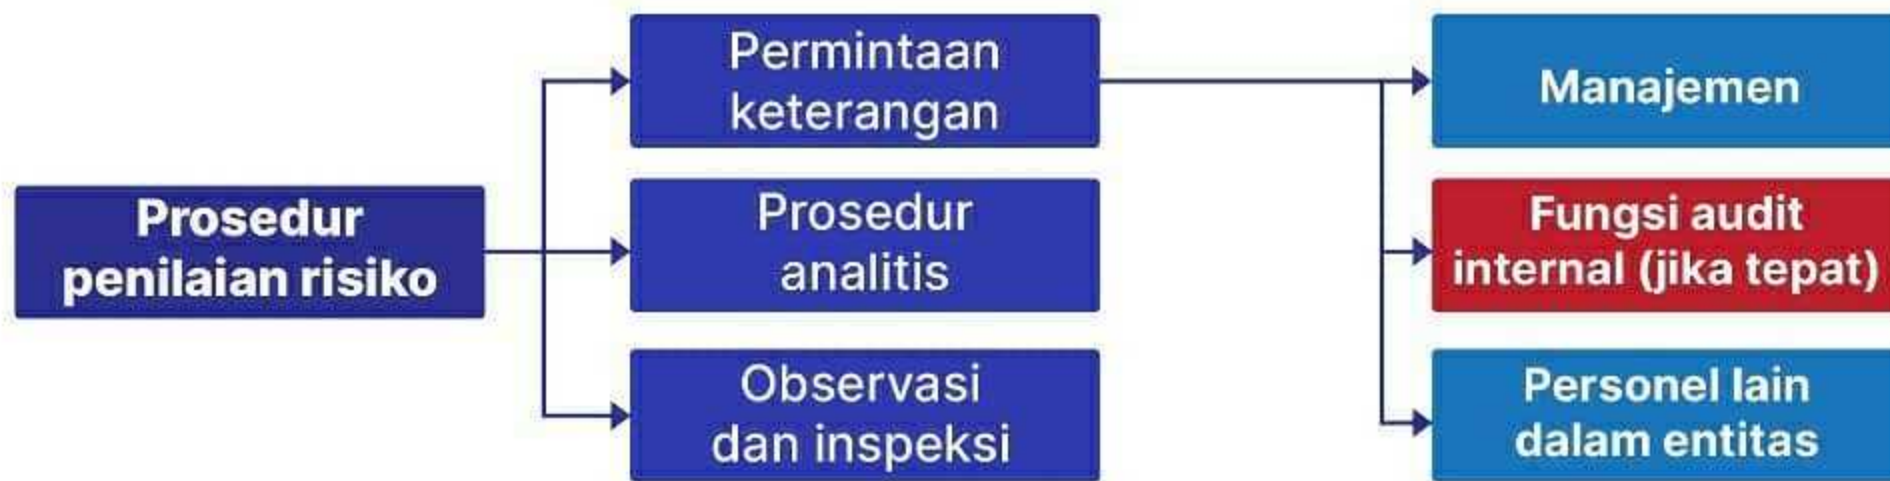 Prosedur
penilaian risiko
Permintaan
keterangan
Prosedur
analitis
Observasi
dan inspeksi
Manajemen
Fungsi audit
internal (jika tepat)
Personel lain
dalam entitas